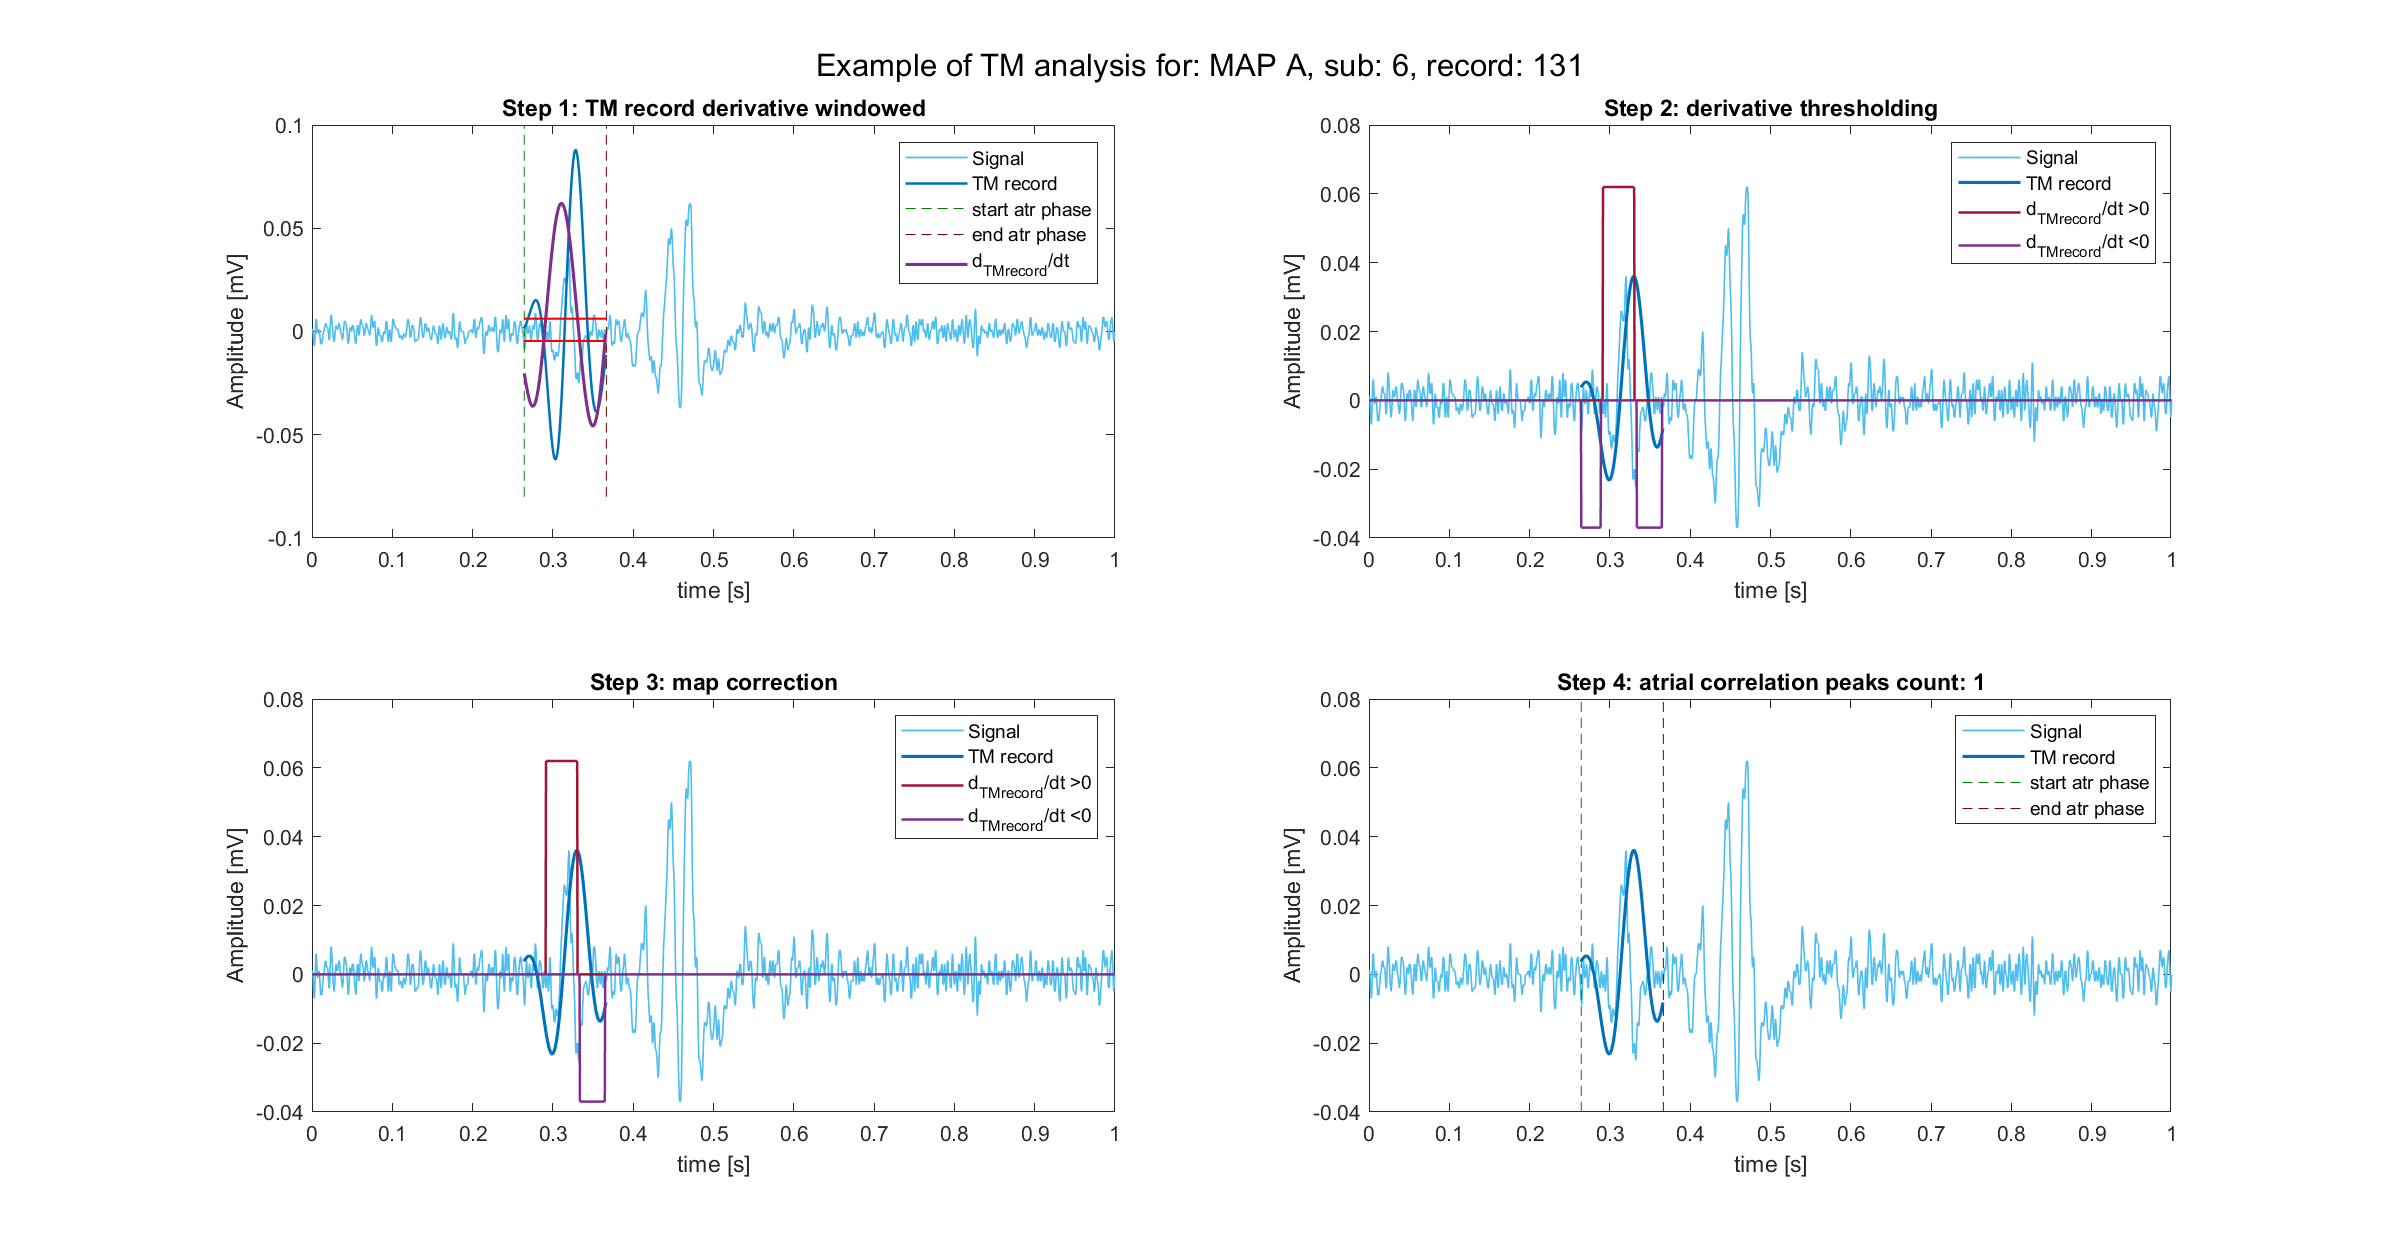 Example of TM analysis for: MAP A, sub: 6, record: 131
Step 1: TM record derivative windowed
0.1
0.05
0
-0.05
-0.1
Amplitude [mV]
0 0.1 0.2 0.3 0.4 0.5 0.6 0.7 0.8 0.9 1
time [s]
Signal
TM record
start atr phase
end atr phase
dTMrecord/dt
Step 2: derivative thresholding
0.08
0.06
0.04
0.02
0
-0.02
-0.04
Amplitude [mV]
0 0.1 0.2 0.3 0.4 0.5 0.6 0.7 0.8 0.9 1
time [s]
Signal
TM record
dTMrecord/dt >0
dTMrecord/dt <0
Step 3: map correction
0.08
0.06
0.04
0.02
0
-0.02
-0.04
Amplitude [mV]
0 0.1 0.2 0.3 0.4 0.5 0.6 0.7 0.8 0.9 1
time [s]
Signal
TM record
dTMrecord/dt >0
dTMrecord/dt <0
Step 4: atrial correlation peaks count: 1
0.08
0.06
0.04
0.02
0
-0.02
-0.04
Amplitude [mV]
0 0.1 0.2 0.3 0.4 0.5 0.6 0.7 0.8 0.9 1
time [s]
Signal
TM record
start atr phase
end atr phase